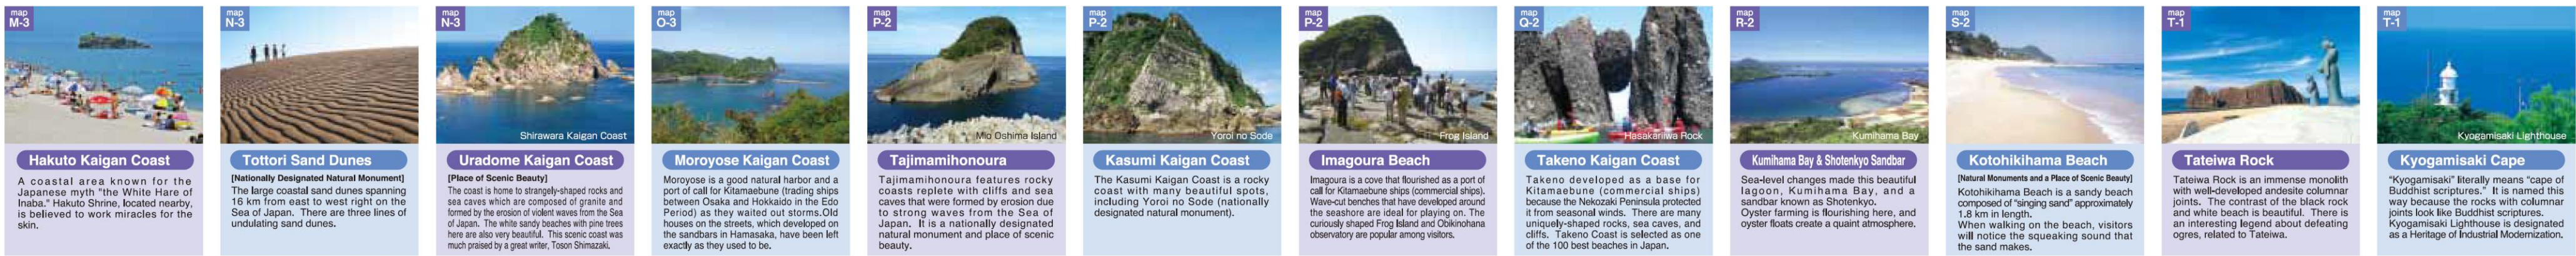 map
M-3
Hakuto Kaigan Coast
A coastal area known for the
Japanese myth "the White Hare of
Inaba." Hakuto Shrine, located nearby,
is believed to work miracles for the
skin.
map
N-3
Tottori Sand Dunes
[Nationally Designated Natural Monument]
The large coastal sand dunes spanning
16 km from east to west right on the
Sea of Japan. There are three lines of
undulating sand dunes.
map
N-3
Shirawara Kaigan Coast
Uradome Kaigan Coast
[Place of Scenic Beauty]
The coast is home to strangely-shaped rocks and
sea caves which are composed of granite and
formed by the erosion of violent waves from the Sea
of Japan. The white sandy beaches with pine trees
here are also very beautiful. This scenic coast was
much praised by a great writer, Toson Shimazaki.
map
O-3
Moroyose Kaigan Coast
Moroyose is a good natural harbor and a
port of call for Kitamaebune (trading ships
between Osaka and Hokkaido in the Edo
Period) as they waited out storms.Old
houses on the streets, which developed on
the sandbars in Hamasaka, have been left
exactly as they used to be.
map
P-2
Mio Oshima Island
Tajimamihonoura
Tajimamihonoura features rocky
coasts replete with cliffs and sea
caves that were formed by erosion due
to strong waves from the Sea of
Japan. It is a nationally designated
natural monument and place of scenic
beauty.
map
P-2
Yoroi no Sode
Kasumi Kaigan Coast
The Kasumi Kaigan Coast is a rocky
coast with many beautiful spots,
including Yoroi no Sode (nationally
designated natural monument).
map
P-2
Frog Island
Imagoura Beach
Imagoura is a cove that flourished as a port of
call for Kitamaebune ships (commercial ships).
Wave-cut benches that have developed around
the seashore are ideal for playing on. The
curiously shaped Frog Island and Obikinohana
observatory are popular among visitors.
map
Q-2
Hasakariiwa Rock
Takeno Kaigan Coast
Takeno developed as a base for
Kitamaebune (commercial ships)
because the Nekozaki Peninsula protected
it from seasonal winds. There are many
uniquely-shaped rocks, sea caves, and
cliffs. Takeno Coast is selected as one
of the 100 best beaches in Japan.
map
R-2
Kumihama Bay
Kumihama Bay & Shotenkyo Sandbar
Sea-level changes made this beautiful
lagoon, Kumihama Bay, and a
sandbar known as Shotenkyo.
Oyster farming is flourishing here, and
oyster floats create a quaint atmosphere.
map
S-2
Kotohikihama Beach
[Natural Monuments and a Place of Scenic Beauty]
Kotohikihama Beach is a sandy beach
composed of "singing sand" approximately
1.8 km in length.
When walking on the beach, visitors
will notice the squeaking sound that
the sand makes.
map
T-1
Tateiwa Rock
Tateiwa Rock is an immense monolith
with well-developed andesite columnar
joints. The contrast of the black rock
and white beach is beautiful. There is
an interesting legend about defeating
ogres, related to Tateiwa.
map
T-1
Kyogamisaki Lighthouse
Kyogamisaki Cape
"Kyogamisaki" literally means "cape of
Buddhist scriptures." It is named this
way because the rocks with columnar
joints look like Buddhist scriptures.
Kyogamisaki Lighthouse is designated
as a Heritage of Industrial Modernization.